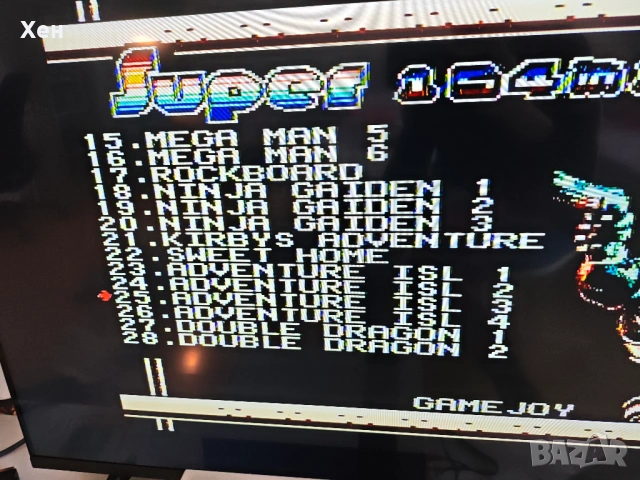 Хен
Super 164mb
15.MEGA MAN 5
16.MEGA MAN 6
17.ROCKBOARD
18.NINJA GAIDEN 1
19.NINJA GAIDEN 2
20.NINJA GAIDEN 3
21.KIRBYS ADVENTURE
22.SWEET HOME
23.ADVENTURE ISL 1
24.ADVENTURE ISL 2
25.ADVENTURE ISL 3
26.ADVENTURE ISL 4
27.DOUBLE DRAGON 1
28.DOUBLE DRAGON 2
GAMEJOY
BAZAR